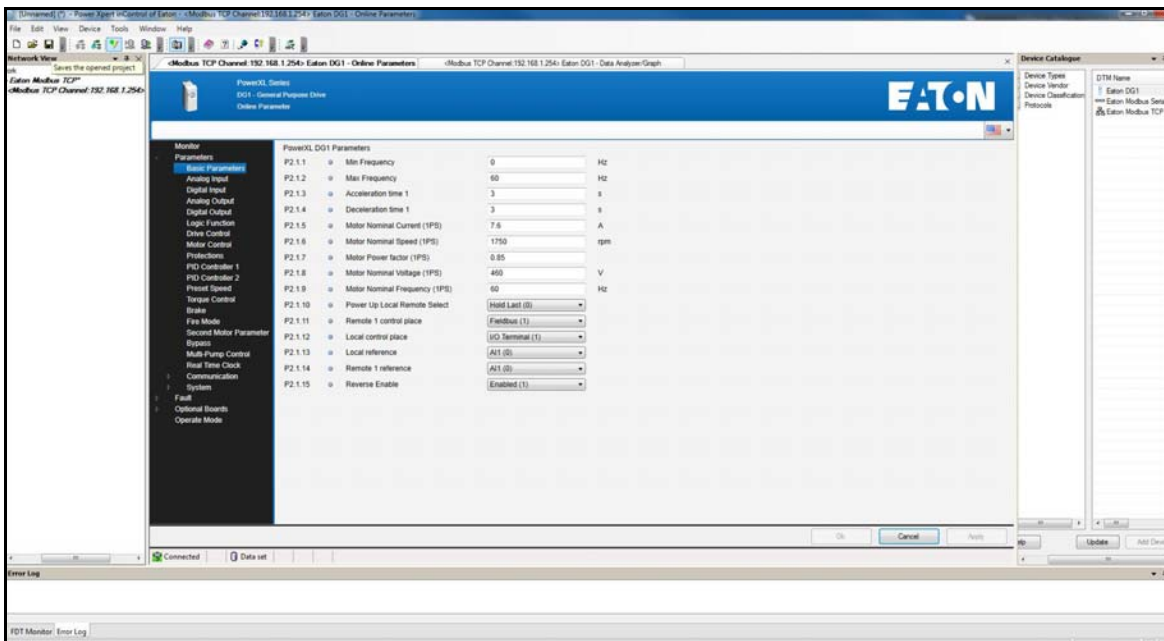 [Unnamed] (*) - Power Xpert inControl of Eaton - <Modbus TCP Channel:192.168.1.254> Eaton DG1 - Online Parameters
File Edit View Device Tools Window Help
Network View
Saves the opened project
Eaton Modbus TCP"
<Modbus TCP Channel:192.168.1.254>
<Modbus TCP Channel:192.168.1.254> Eaton DG1 - Online Parameters
<Modbus TCP Channel:192.168.1.254> Eaton DG1 - Data Analyzer/Graph
PowerXL Series
DG1 - General Purpose Drive
Online Parameter
EATON
Monitor
Parameters
Basic Parameters
Analog Input
Digital Input
Analog Output
Digital Output
Logic Function
Drive Control
Motor Control
Protections
PID Controller 1
PID Controller 2
Preset Speed
Torque Control
Brake
Fire Mode
Second Motor Parameter
Bypass
Multi-Pump Control
Real Time Clock
Communication
System
Fault
Optional Boards
Operate Mode
PowerXL DG1 Parameters
P2.1.1 Min Frequency 0 Hz
P2.1.2 Max Frequency 60 Hz
P2.1.3 Acceleration time 1 3 s
P2.1.4 Deceleration time 1 3 s
P2.1.5 Motor Nominal Current (1PS) 7.6 A
P2.1.6 Motor Nominal Speed (1PS) 1750 rpm
P2.1.7 Motor Power factor (1PS) 0.85
P2.1.8 Motor Nominal Voltage (1PS) 460 V
P2.1.9 Motor Nominal Frequency (1PS) 60 Hz
P2.1.10 Power Up Local Remote Select Hold Last (0)
P2.1.11 Remote 1 control place Fieldbus (1)
P2.1.12 Local control place I/O Terminal (1)
P2.1.13 Local reference AI1 (0)
P2.1.14 Remote 1 reference AI1 (0)
P2.1.15 Reverse Enable Enabled (1)
Ok Cancel Apply
Connected Data set
Device Catalogue
Device Types
Device Vendor
Device Classification
Protocols
DTM Name
Eaton DG1
Eaton Modbus Seria
Eaton Modbus TCP
Update Add Devi
Error Log
FDT Monitor Error Log